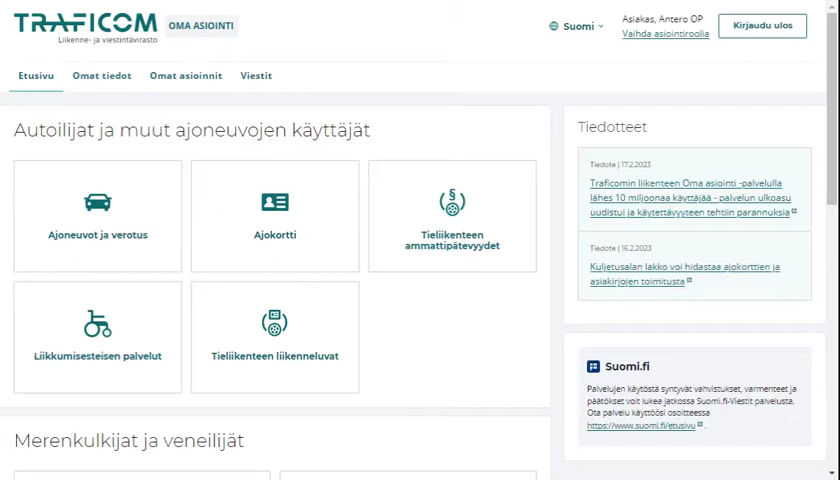 TRAFICOM
Liikenne- ja viestintävirasto
OMA ASIOINTI
Suomi
Asiakas, Antero OP
Vaihda asiointiroolia
Kirjaudu ulos
Etusivu
Omat tiedot
Omat asioinnit
Viestit
Autoilijat ja muut ajoneuvojen käyttäjät
Ajoneuvot ja verotus
Ajokortti
Tieliikenteen
ammattipätevyydet
Liikkumisesteisen palvelut
Tieliikenteen liikenneluvat
Merenkulkijat ja veneilijät
Tiedotteet
Tiedote | 17.2.2023
Traficomin liikenteen Oma asiointi -palvelulla
lähes 10 miljoonaa käyttäjää - palvelun ulkoasu
uudistui ja käytettävyyteen tehtiin parannuksia
Tiedote | 16.2.2023
Kuljetusalan lakko voi hidastaa ajokorttien ja
asiakirjojen toimitusta
Suomi.fi
Palvelujen käytöstä syntyvät vahvistukset, varmenteet ja
päätökset voit lukea jatkossa Suomi.fi-Viestit palvelusta.
Ota palvelu käyttöösi osoitteessa
https://www.suomi.fi/etusivu .